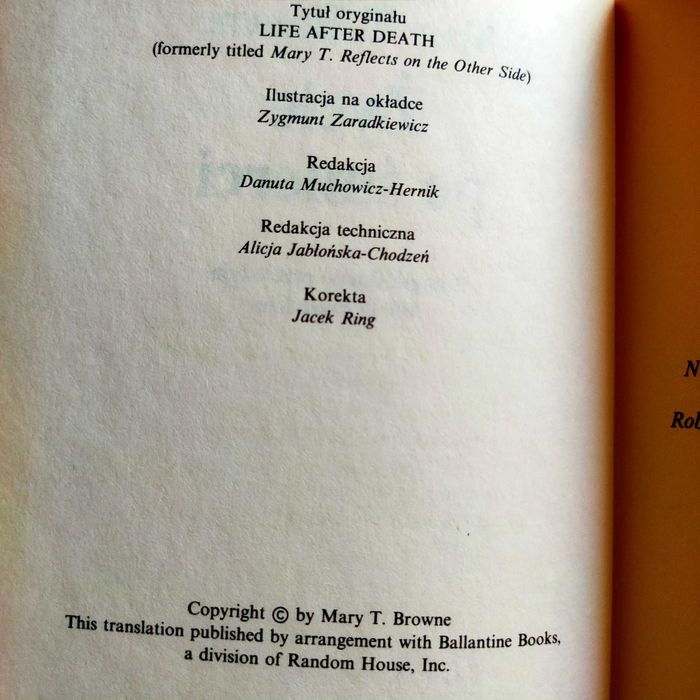 Tytuł oryginału
LIFE AFTER DEATH
(formerly titled Mary T. Reflects on the Other Side)
Ilustracja na okładce
Zygmunt Zaradkiewicz
Redakcja
Danuta Muchowicz-Hernik
Redakcja techniczna
Alicja Jabłońska-Chodzeń
Korekta
Jacek Ring
Copyright © by Mary T. Browne
This translation published by arrangement with Ballantine Books,
a division of Random House, Inc.